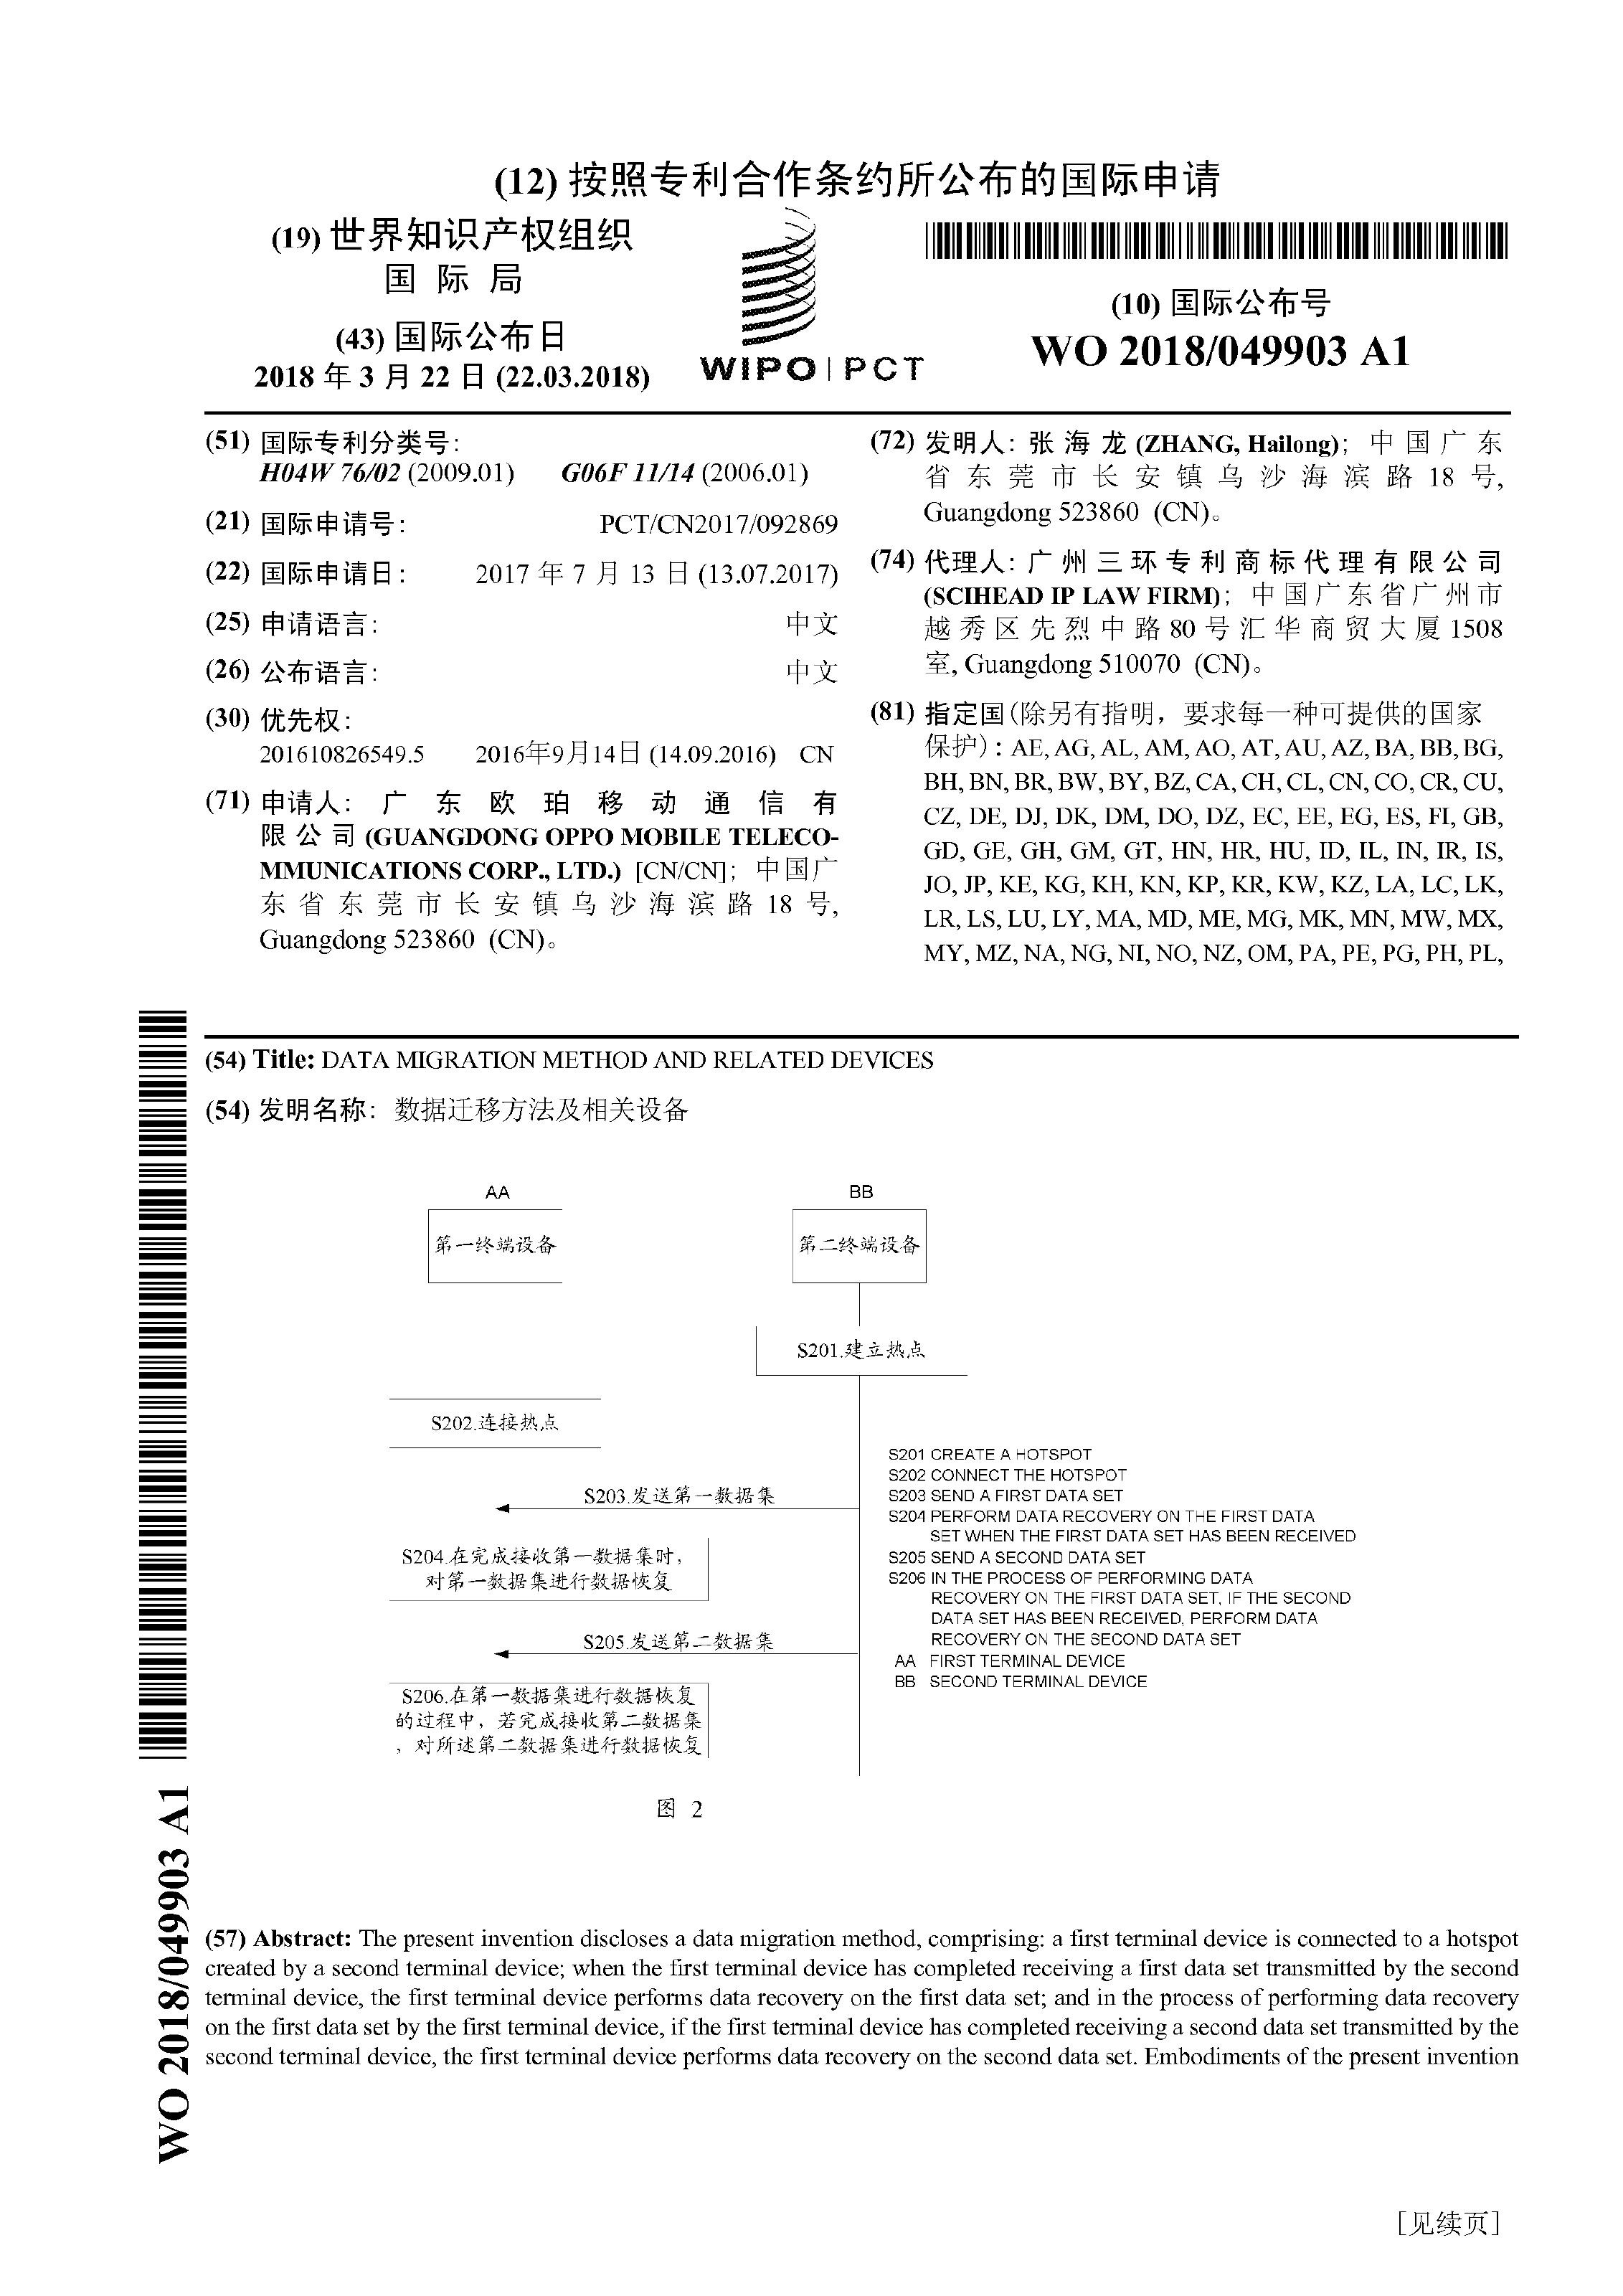 (12) 按照专利合作条约所公布的国际申请
(19) 世界知识产权组织
国 际 局
(43) 国际公布日
2018 年 3 月 22 日 (22.03.2018)
WIPO | PCT
(10) 国际公布号
WO 2018/049903 A1
(51) 国际专利分类号:
H04W 76/02 (2009.01) G06F 11/14 (2006.01)
(21) 国际申请号: PCT/CN2017/092869
(22) 国际申请日: 2017 年 7 月 13 日 (13.07.2017)
(25) 申请语言: 中文
(26) 公布语言: 中文
(30) 优先权:
201610826549.5 2016年9月14日 (14.09.2016) CN
(71) 申请人: 广 东 欧 珀 移 动 通 信 有
限 公 司 (GUANGDONG OPPO MOBILE TELECO-
MMUNICATIONS CORP., LTD.) [CN/CN]; 中国广
东 省 东 莞 市 长 安 镇 乌 沙 海 滨 路 18 号,
Guangdong 523860 (CN)。
(72) 发明人: 张 海 龙 (ZHANG, Hailong); 中 国 广 东
省 东 莞 市 长 安 镇 乌 沙 海 滨 路 18 号,
Guangdong 523860 (CN)。
(74) 代理人: 广 州 三 环 专 利 商 标 代 理 有 限 公 司
(SCIHEAD IP LAW FIRM); 中 国 广 东 省 广 州 市
越 秀 区 先 烈 中 路 80 号 汇 华 商 贸 大 厦 1508
室, Guangdong 510070 (CN)。
(81) 指定国(除另有指明, 要求每一种可提供的国家
保护): AE, AG, AL, AM, AO, AT, AU, AZ, BA, BB, BG,
BH, BN, BR, BW, BY, BZ, CA, CH, CL, CN, CO, CR, CU,
CZ, DE, DJ, DK, DM, DO, DZ, EC, EE, EG, ES, FI, GB,
GD, GE, GH, GM, GT, HN, HR, HU, ID, IL, IN, IR, IS,
JO, JP, KE, KG, KH, KN, KP, KR, KW, KZ, LA, LC, LK,
LR, LS, LU, LY, MA, MD, ME, MG, MK, MN, MW, MX,
MY, MZ, NA, NG, NI, NO, NZ, OM, PA, PE, PG, PH, PL,
(54) Title: DATA MIGRATION METHOD AND RELATED DEVICES
(54) 发明名称: 数据迁移方法及相关设备
AA
BB
第一终端设备
第二终端设备
S201.建立热点
S202.连接热点
S203.发送第一数据集
S204.在完成接收第一数据集时,
对第一数据集进行数据恢复
S205.发送第二数据集
S206.在第一数据集进行数据恢复
的过程中, 若完成接收第二数据集
, 对所述第二数据集进行数据恢复
S201 CREATE A HOTSPOT
S202 CONNECT THE HOTSPOT
S203 SEND A FIRST DATA SET
S204 PERFORM DATA RECOVERY ON THE FIRST DATA
SET WHEN THE FIRST DATA SET HAS BEEN RECEIVED
S205 SEND A SECOND DATA SET
S206 IN THE PROCESS OF PERFORMING DATA
RECOVERY ON THE FIRST DATA SET, IF THE SECOND
DATA SET HAS BEEN RECEIVED, PERFORM DATA
RECOVERY ON THE SECOND DATA SET
AA FIRST TERMINAL DEVICE
BB SECOND TERMINAL DEVICE
图 2
WO 2018/049903 A1
(57) Abstract: The present invention discloses a data migration method, comprising: a first terminal device is connected to a hotspot
created by a second terminal device; when the first terminal device has completed receiving a first data set transmitted by the second
terminal device, the first terminal device performs data recovery on the first data set; and in the process of performing data recovery
on the first data set by the first terminal device, if the first terminal device has completed receiving a second data set transmitted by the
second terminal device, the first terminal device performs data recovery on the second data set. Embodiments of the present invention
[见续页]